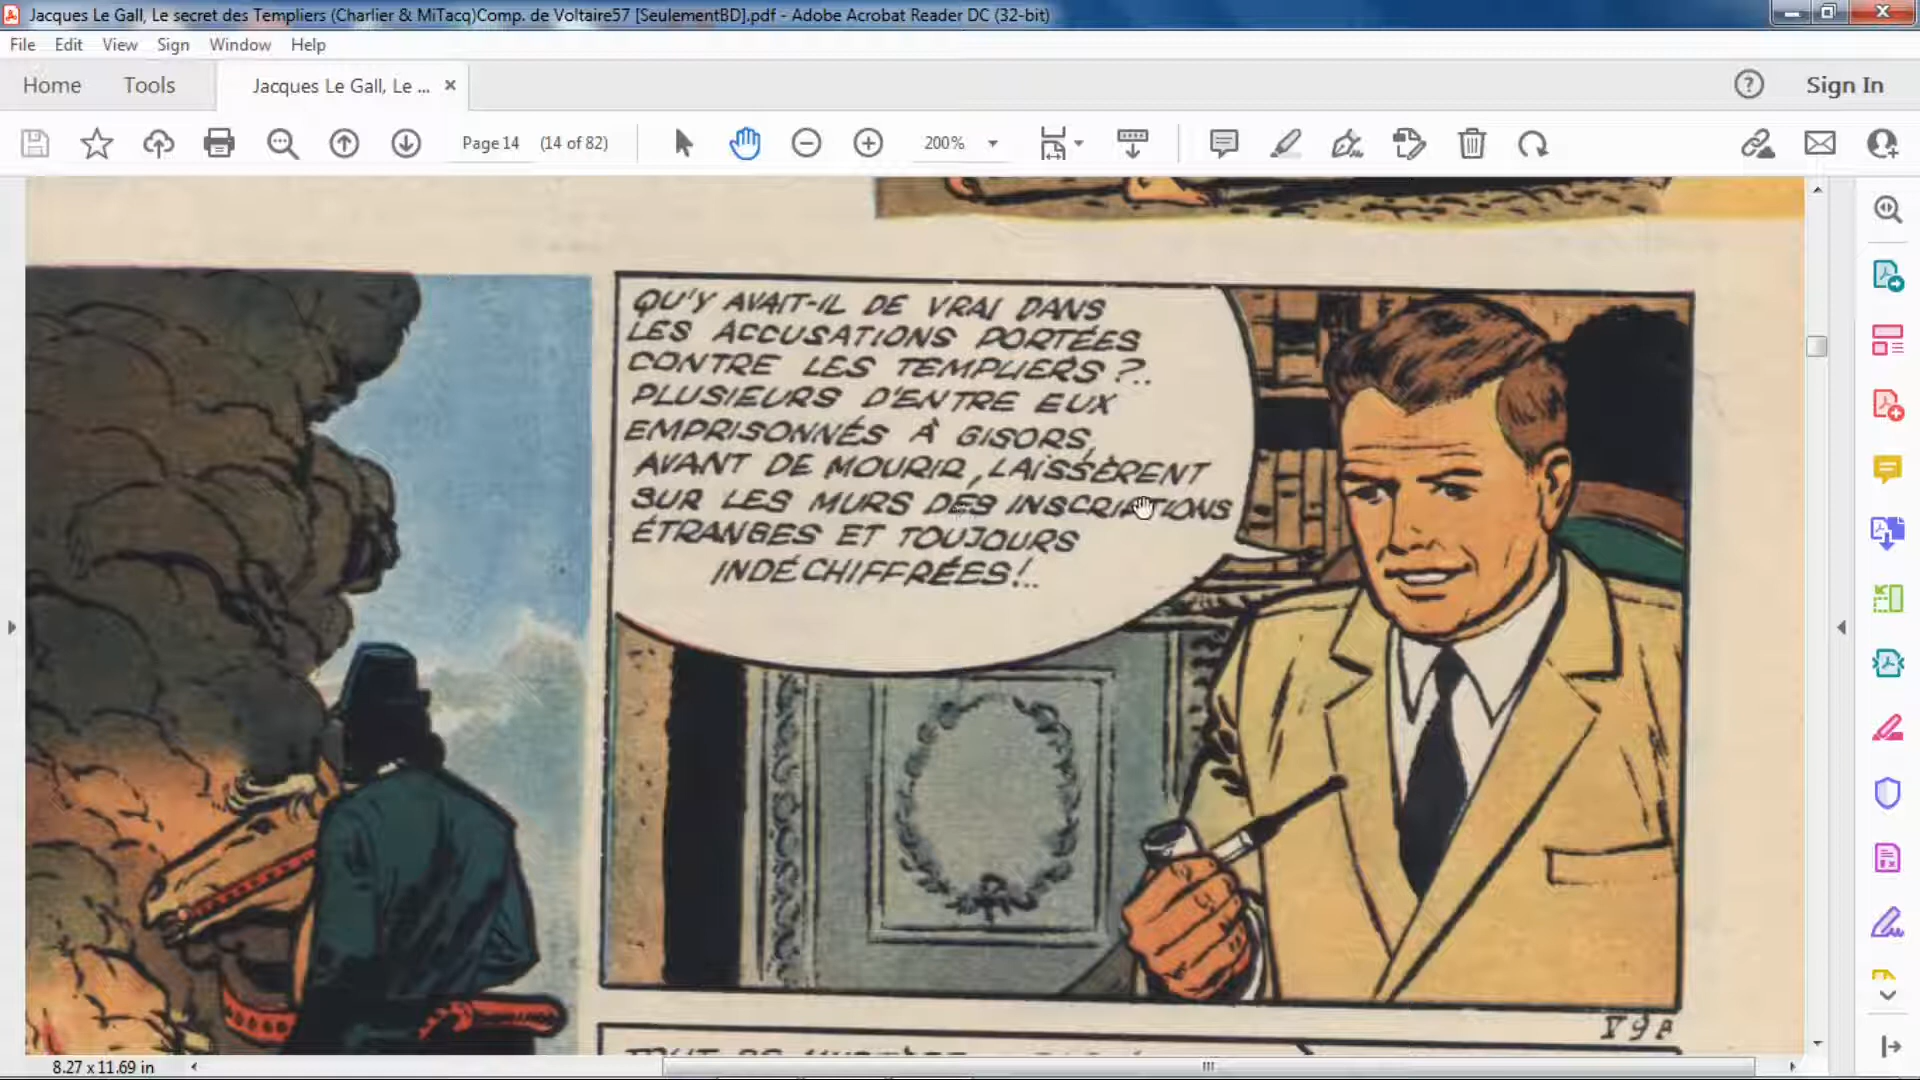 Jacques Le Gall, Le secret des Templiers (Charlier & MiTacq)Comp. de Voltaire57 [SeulementBD].pdf - Adobe Acrobat Reader DC (32-bit)
File Edit View Sign Window Help
Home Tools Jacques Le Gall, Le ... × ? Sign In
Page 14 (14 of 82) 200%
QU'Y AVAIT-IL DE VRAI DANS
LES ACCUSATIONS PORTÉES
CONTRE LES TEMPLIERS ?..
PLUSIEURS D'ENTRE EUX
EMPRISONNÉS À GISORS,
AVANT DE MOURIR, LAISSÈRENT
SUR LES MURS DES INSCRIPTIONS
ÉTRANGES ET TOUJOURS
INDÉCHIFFRÉES!..
V9A
8.27 x 11.69 in